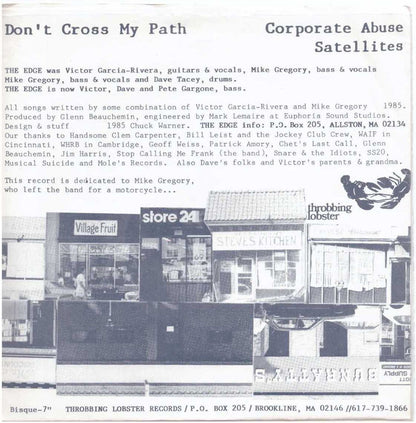 Don't Cross My Path
Corporate Abuse
Satellites
THE EDGE was Victor Garcia-Rivera, guitars & vocals, Mike Gregory, bass & vocals
Mike Gregory, bass & vocals and Dave Tacey, drums.
THE EDGE is now Victor, Dave and Pete Gargone, bass.
All songs written by some combination of Victor Garcia-Rivera and Mike Gregory 1985.
Produced by Glenn Beauchemin, engineered by Mark Lemaire at Euphoria Sound Studios.
Design & stuff 1985 Chuck Warner. THE EDGE info: P.O. Box 205, ALLSTON, MA 02134
Our thanks to Handsome Clem Carpenter, Bill Leist and the Jockey Club Crew, WAIF in
Cincinnati, WHRB in Cambridge, Geoff Weiss, Patrick Amory, Chet's Last Call, Glenn
Beauchemin, Jim Harris, Stop Calling Me Frank (the band), Snare & the Idiots, SS20,
Musical Suicide and Mole's Records. Also Dave's folks and Victor's parents & grandma.
This record is dedicated to Mike Gregory,
who left the band for a motorcycle...
throbbing
lobster
Village Fruit
store 24
STEVE'S KITCHEN
BUNRATTY'S
SUPPLY
Bisque-7" THROBBING LOBSTER RECORDS / P.O. BOX 205 / BROOKLINE, MA 02146 //617-739-1866